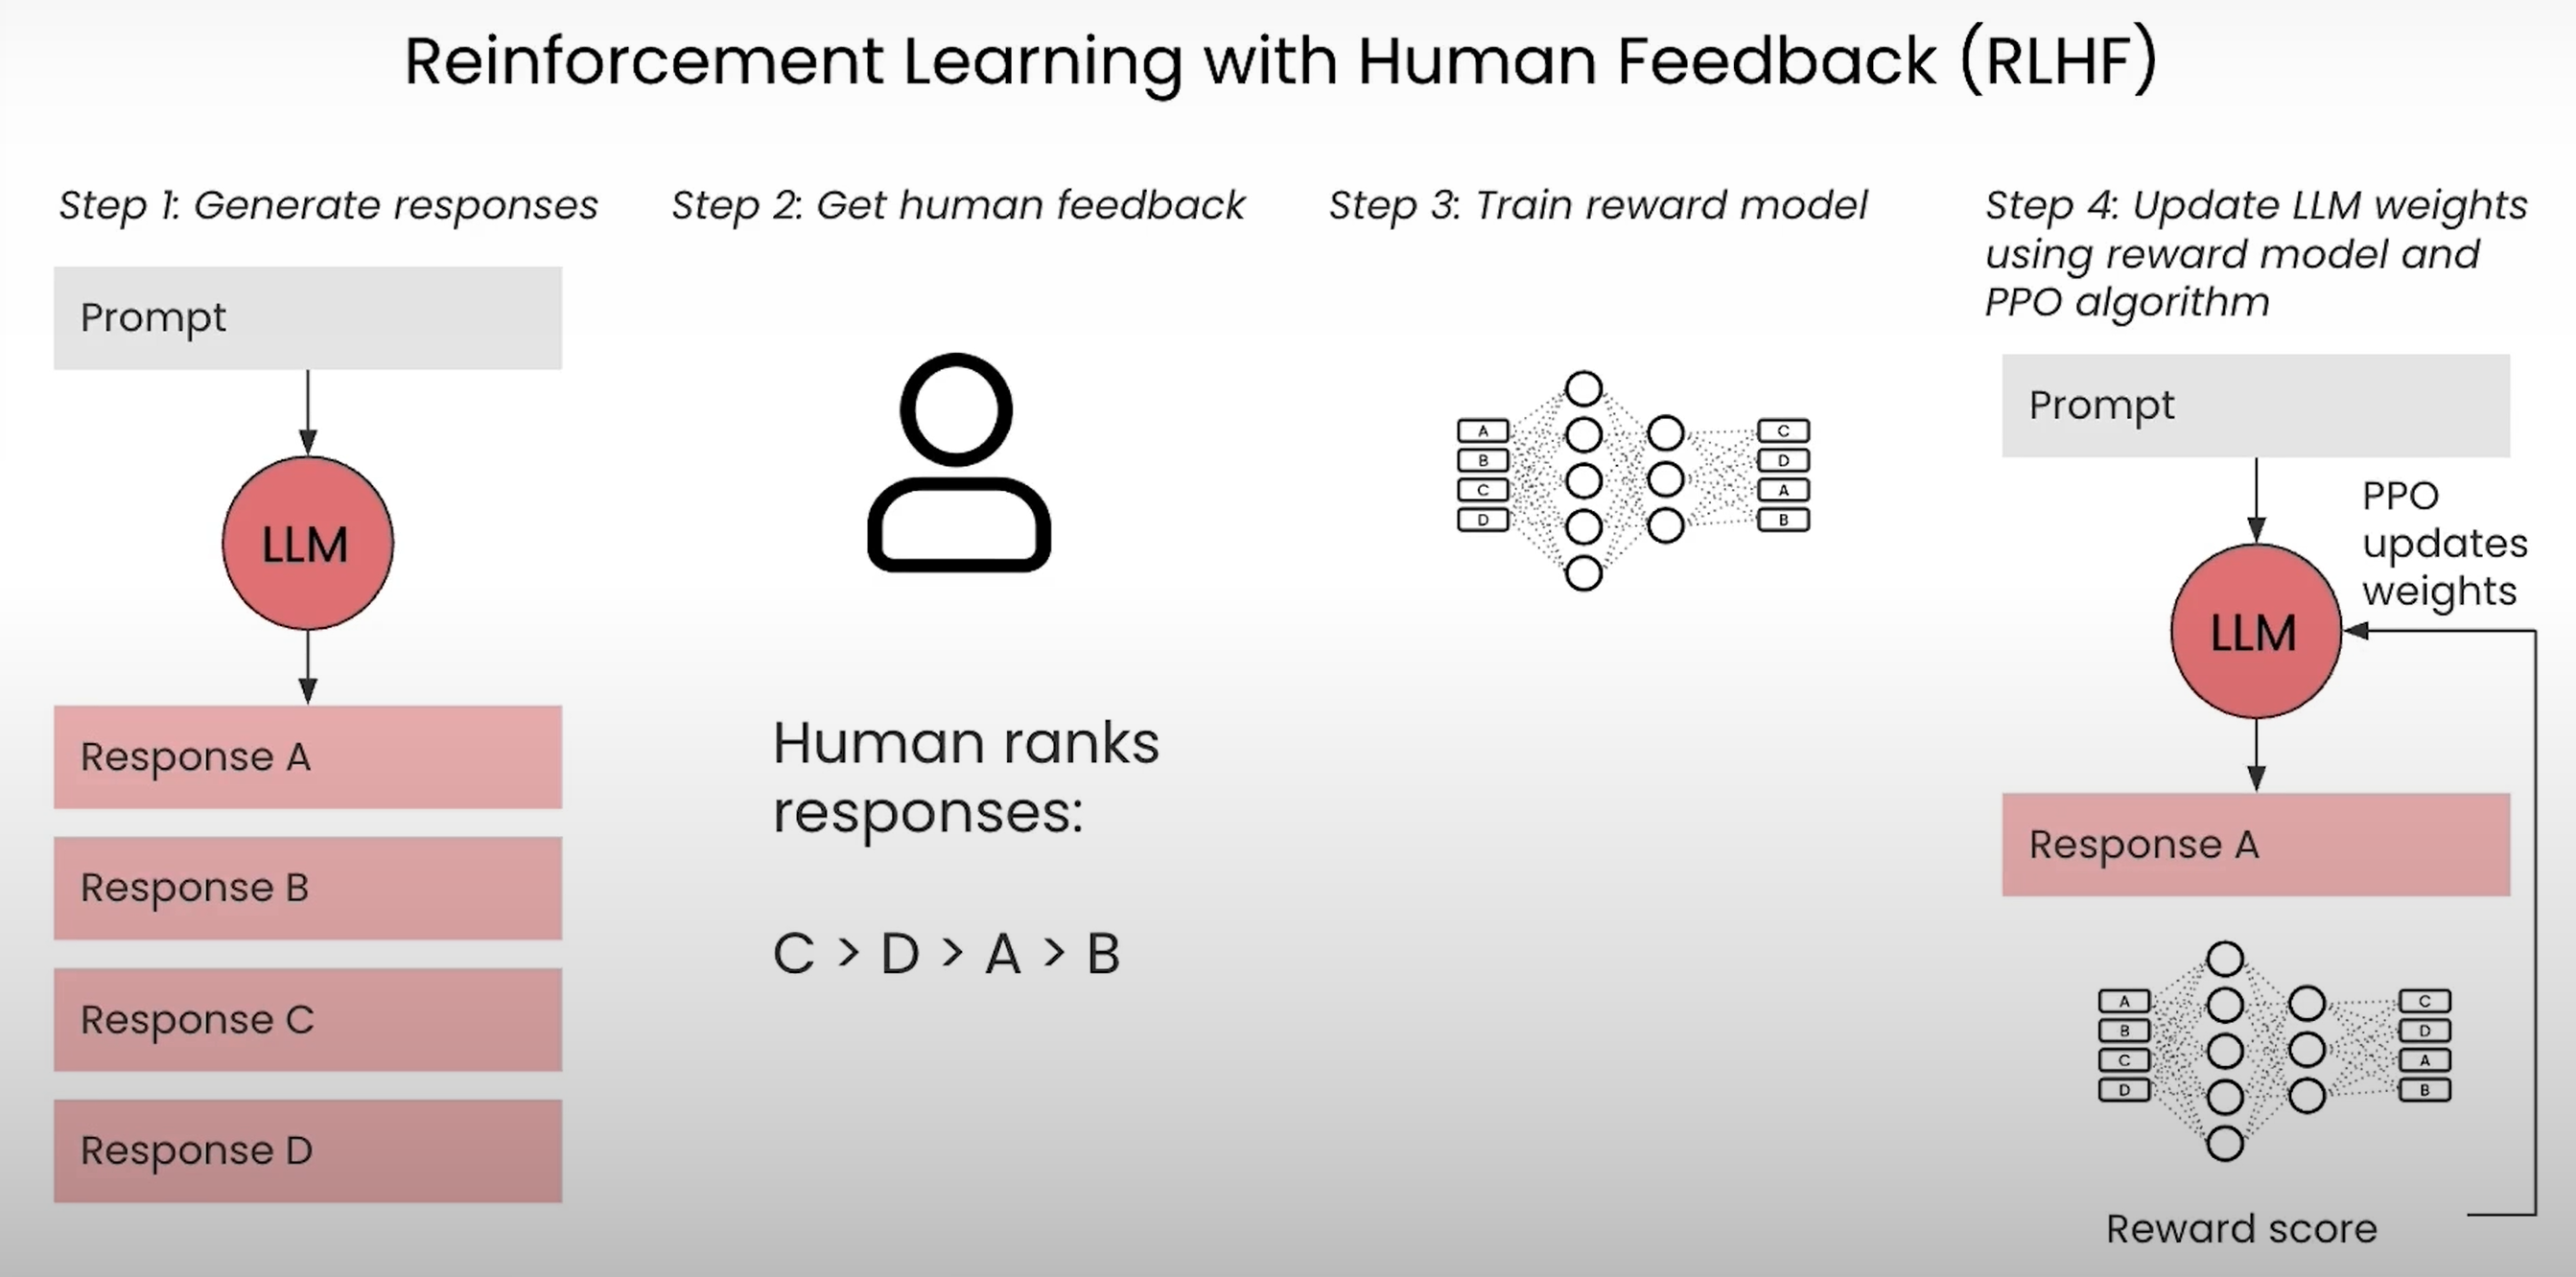 Reinforcement Learning with Human Feedback (RLHF)
Step 1: Generate responses
Prompt
LLM
Response A
Response B
Response C
Response D
Step 2: Get human feedback
Human ranks
responses:
C > D > A > B
Step 3: Train reward model
A
B
C
D
C
D
A
B
Step 4: Update LLM weights
using reward model and
PPO algorithm
Prompt
PPO
updates
weights
LLM
Response A
A
B
C
D
C
D
A
B
Reward score